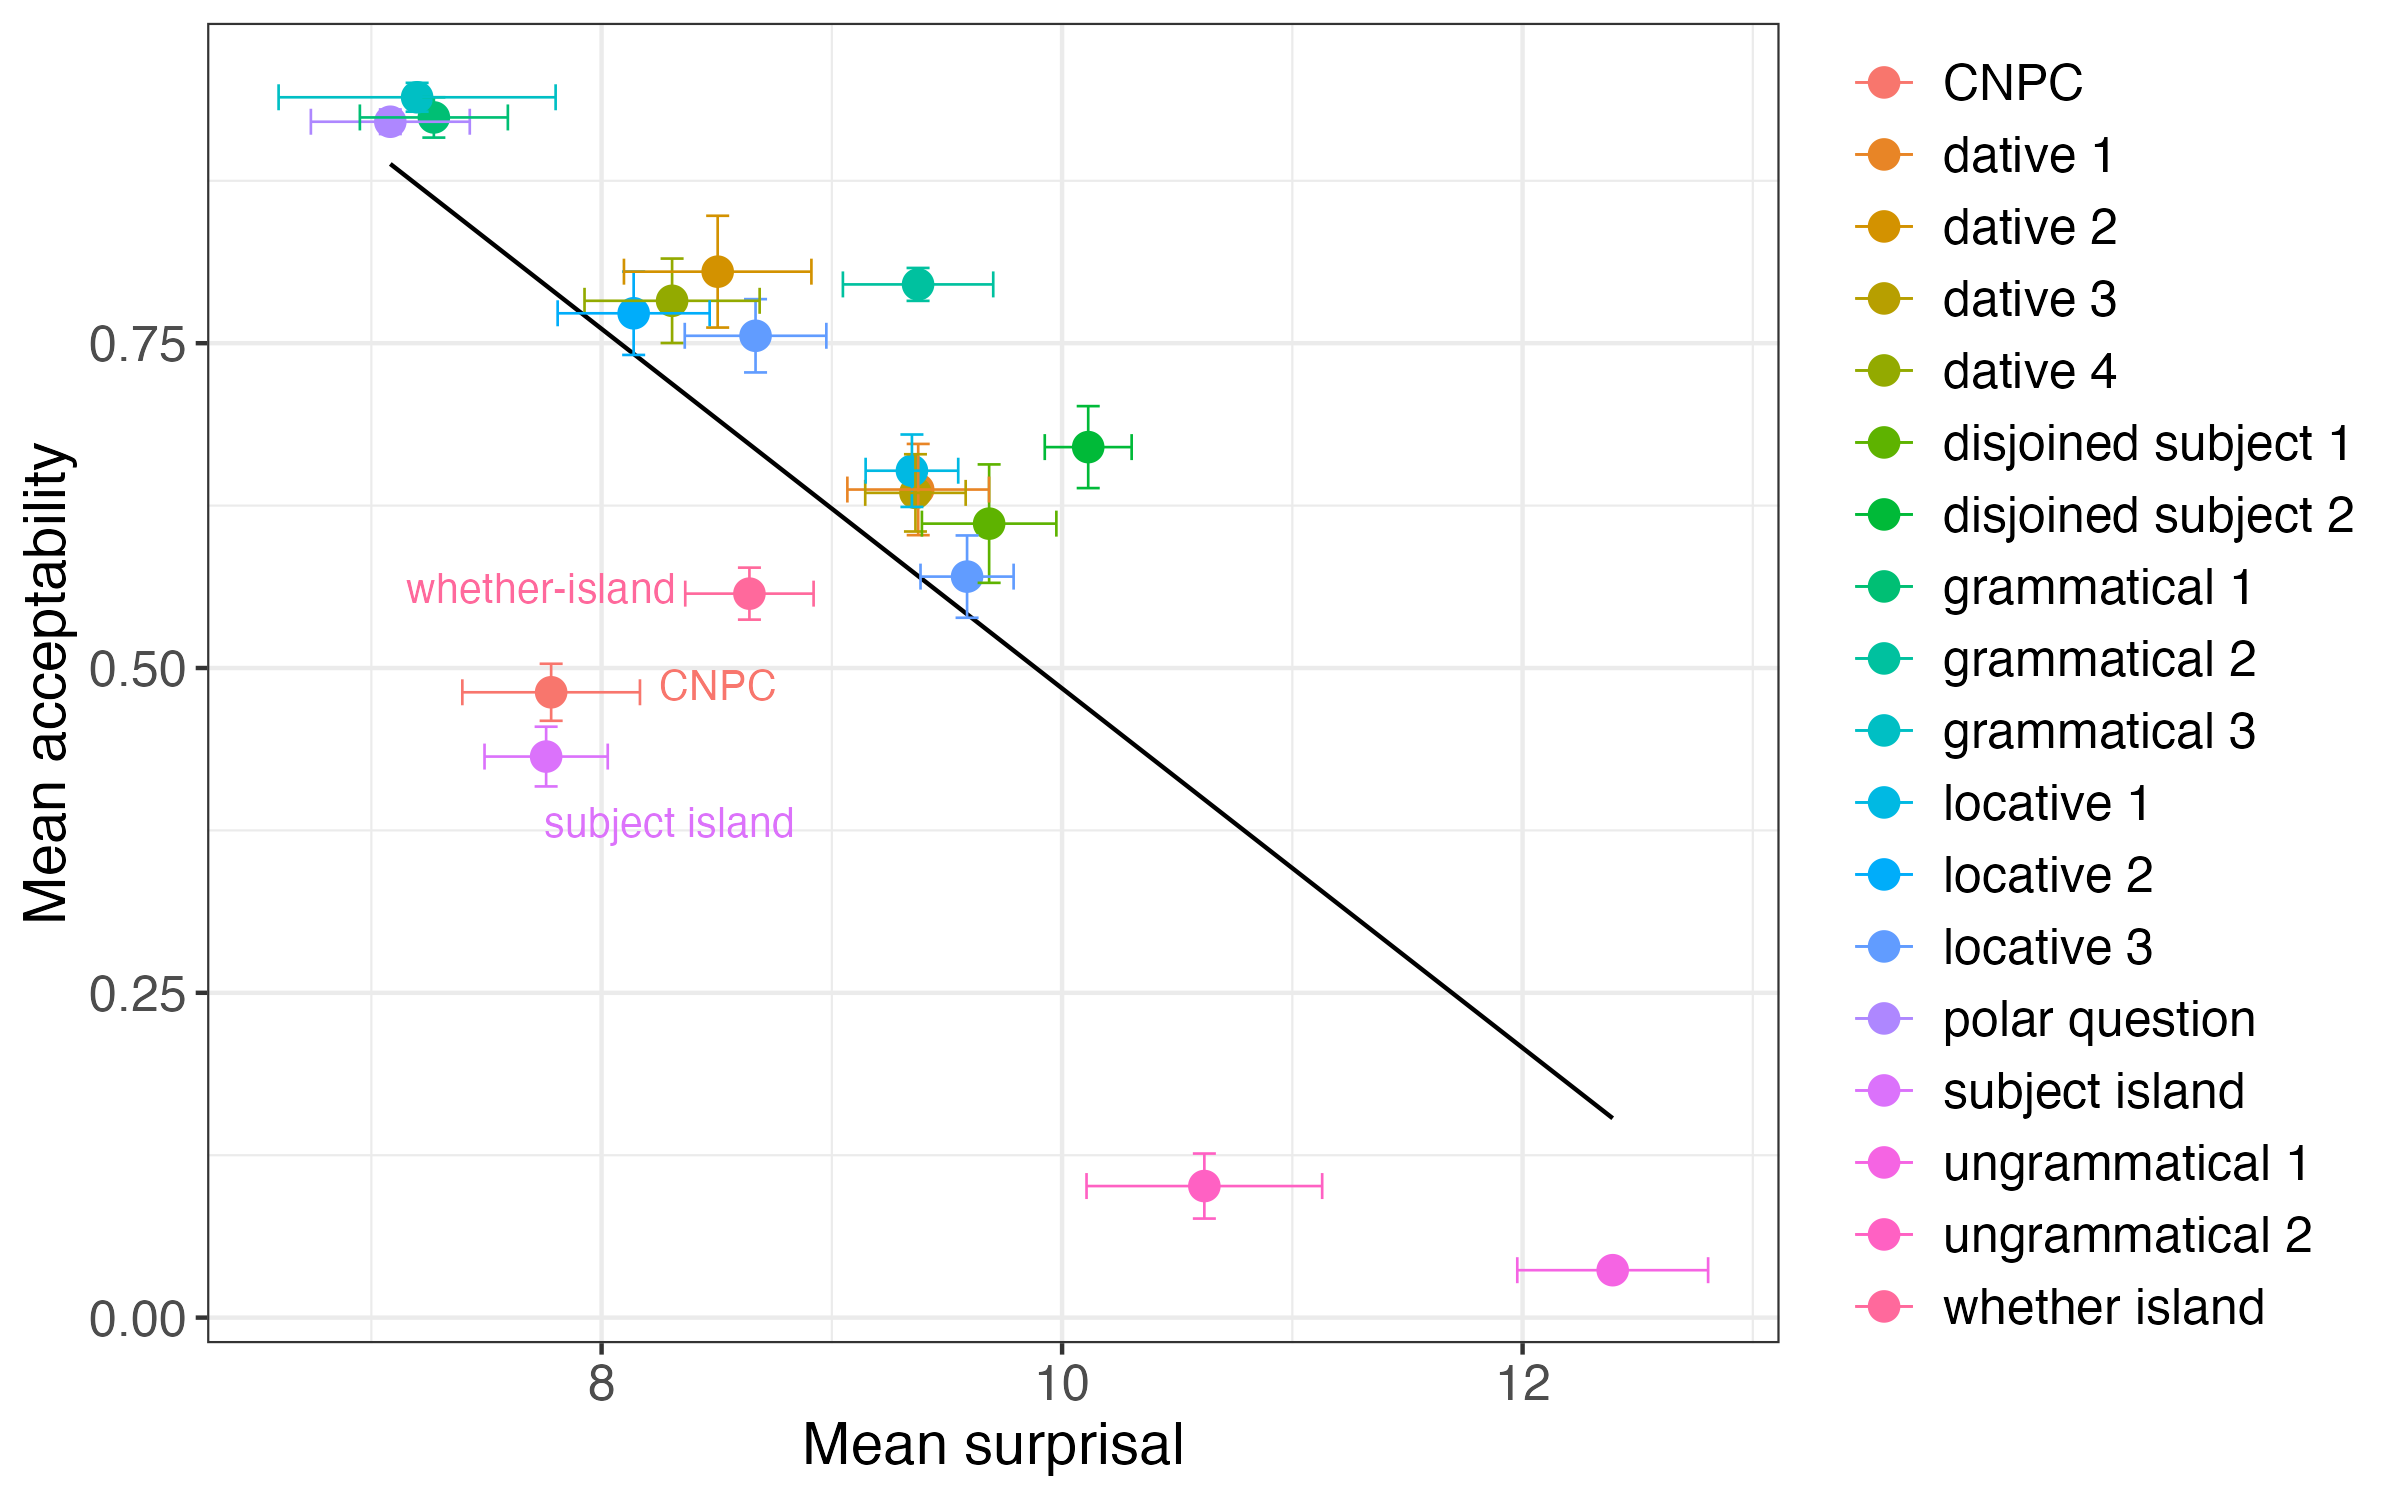 Mean acceptability
0.75
0.50
0.25
0.00
8
10
12
Mean surprisal
whether-island
CNPC
subject island
CNPC
dative 1
dative 2
dative 3
dative 4
disjoined subject 1
disjoined subject 2
grammatical 1
grammatical 2
grammatical 3
locative 1
locative 2
locative 3
polar question
subject island
ungrammatical 1
ungrammatical 2
whether island